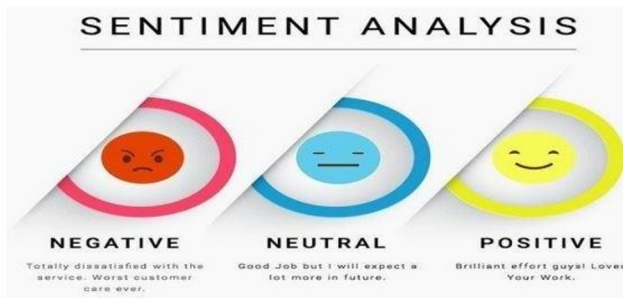 SENTIMENT ANALYSIS
NEGATIVE
Totally dissatisfied with the
service. Worst customer
care ever.
NEUTRAL
Good Job but I will expect a
lot more in future.
POSITIVE
Brilliant effort guys! Love
Your Work.